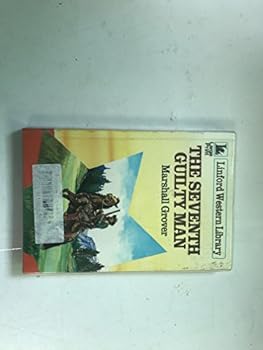 Linford Western Library
THE SEVENTH
GUILTY MAN
Marshall Grover